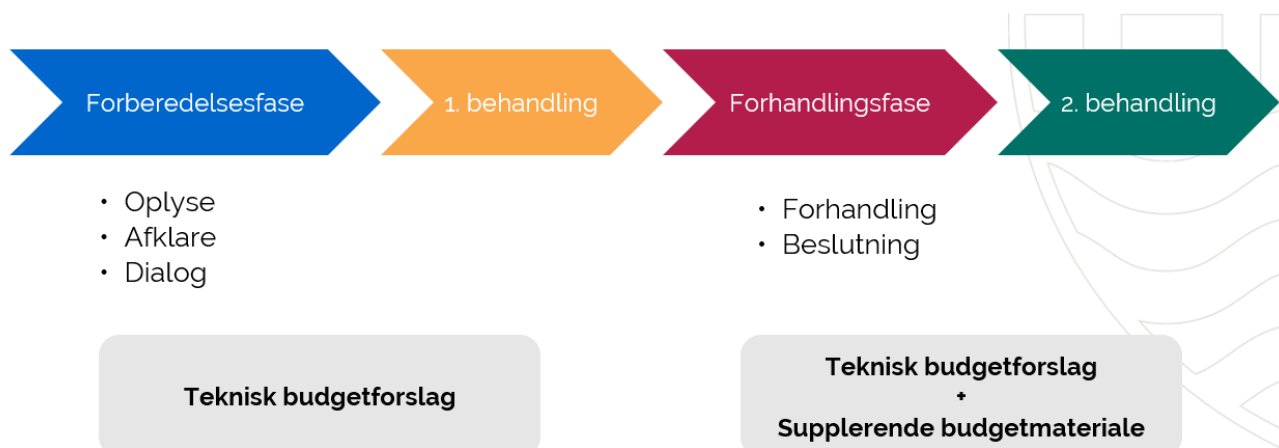 Forberedelsesfase
1. behandling
Forhandlingsfase
2. behandling
• Oplyse
• Afklare
• Dialog
• Forhandling
• Beslutning
Teknisk budgetforslag
Teknisk budgetforslag
+
Supplerende budgetmateriale